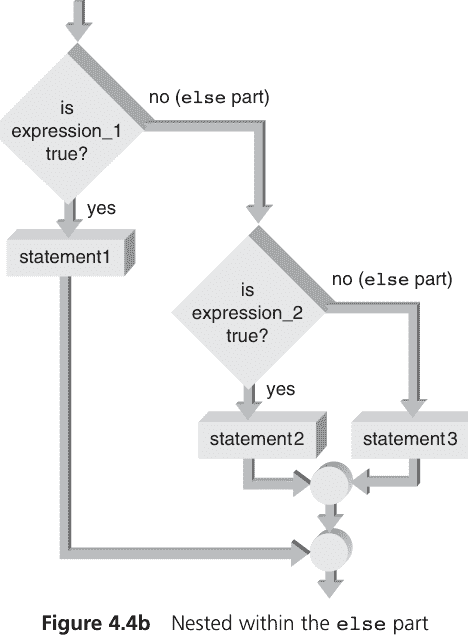 no (else part)
is
expression_1
true?
yes
statement1
no (else part)
is
expression_2
true?
yes
statement2
statement3
Figure 4.4b Nested within the else part